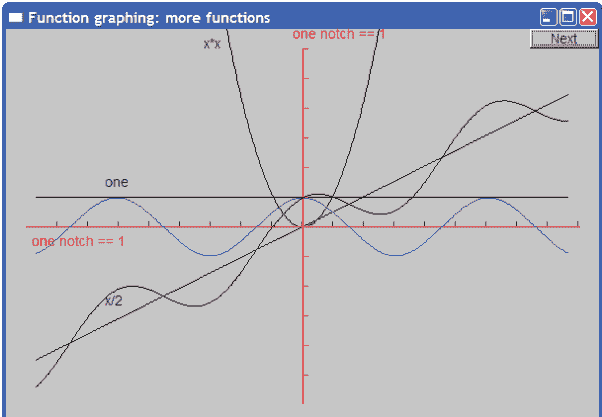 Function graphing: more functions
one notch == 1
x*x
Next
one
one notch == 1
x/2